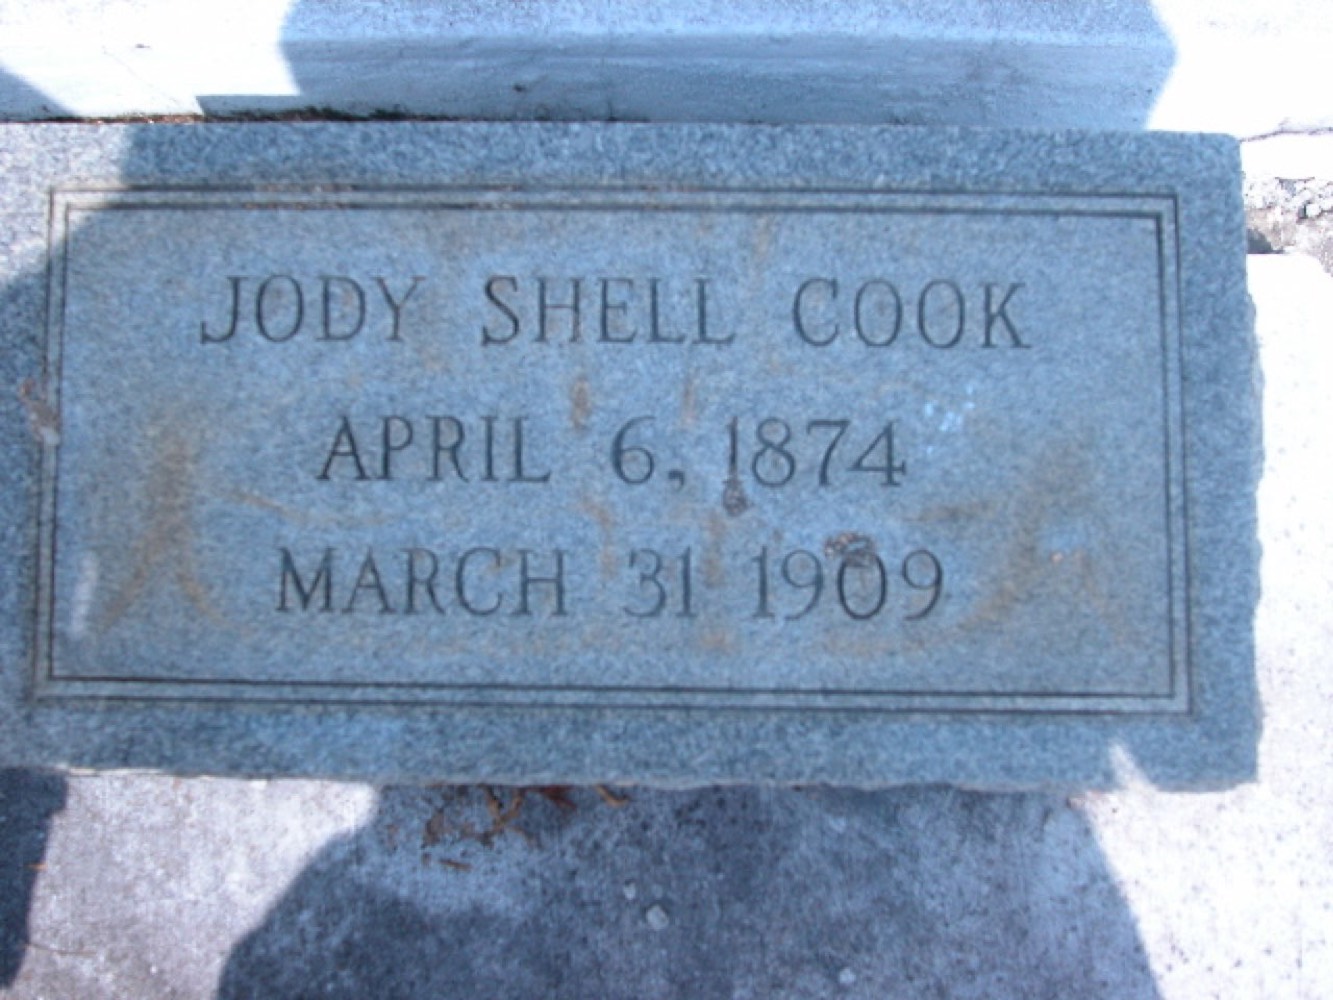 JODY SHELL COOK
APRIL 6, 1874
MARCH 31 1909